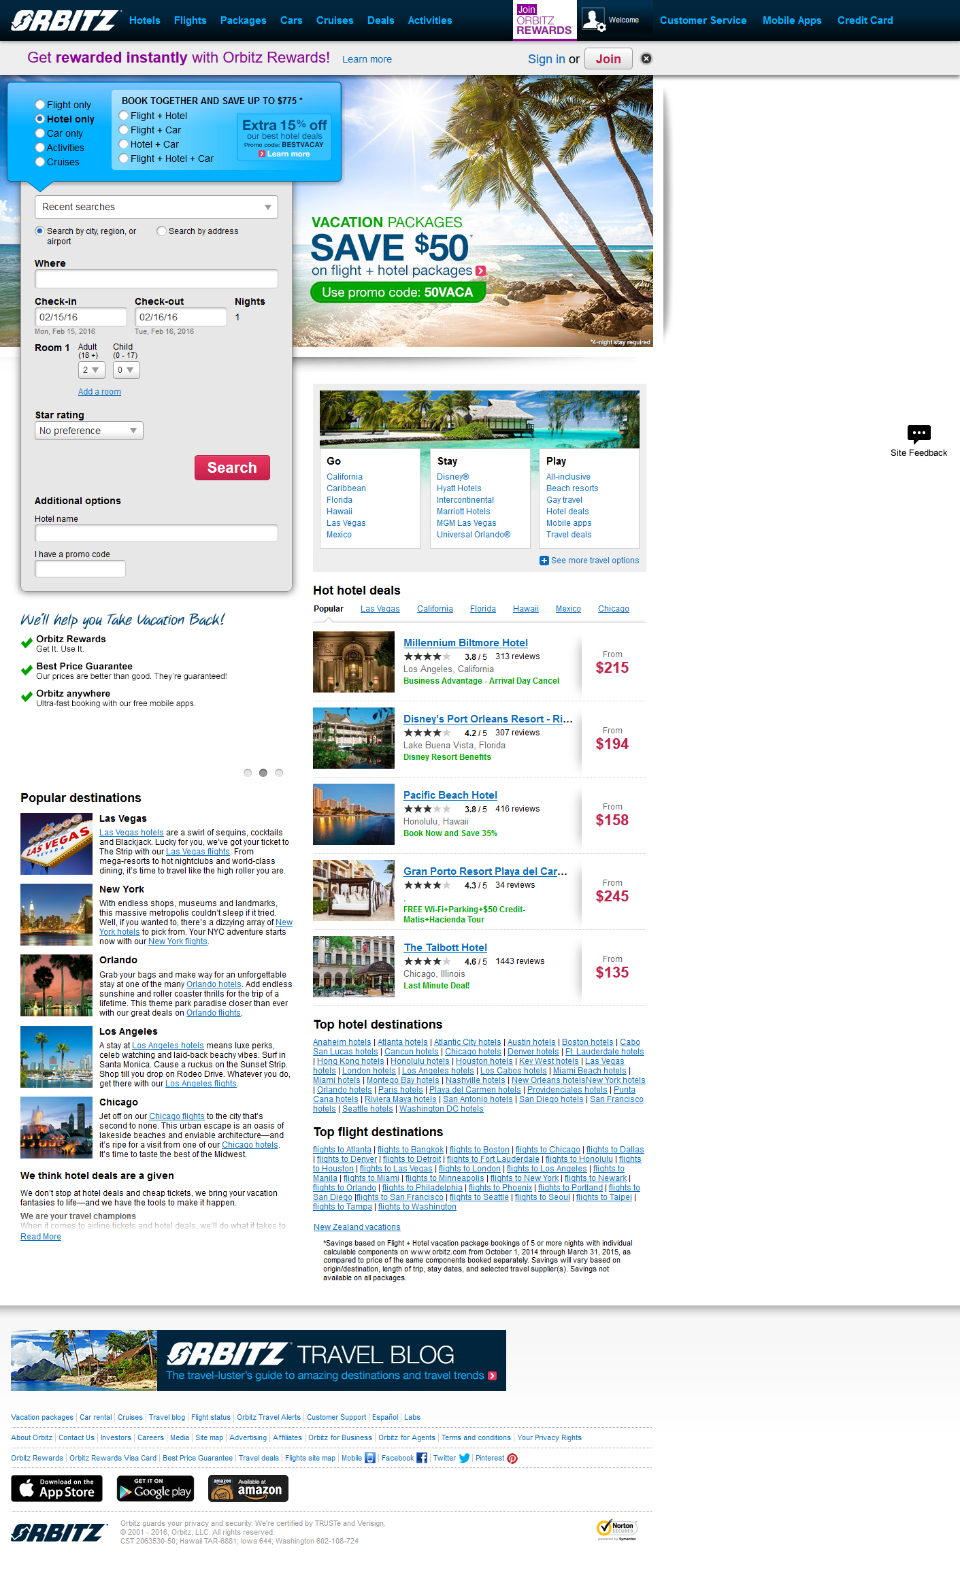 ORBITZ Hotels Flights Packages Cars Cruises Deals Activities Join ORBITZ REWARDS Welcome Customer Service Mobile Apps Credit Card
Get rewarded instantly with Orbitz Rewards! Learn more Sign in or Join
Flight only
Hotel only
Car only
Activities
Cruises
BOOK TOGETHER AND SAVE UP TO $775 *
Flight + Hotel
Flight + Car
Hotel + Car
Flight + Hotel + Car
Extra 15% off
our best hotel deals
Promo code: BESTVACAY
Learn more
Recent searches
Search by city, region, or airport
Search by address
Where
Check-in Check-out Nights
02/15/16 02/16/16 1
Mon, Feb 15, 2016 Tue, Feb 16, 2016
Room 1 Adult (18 +) Child (0 - 17)
2 0
Add a room
Star rating
No preference
Search
Additional options
Hotel name
I have a promo code
VACATION PACKAGES
SAVE $50*
on flight + hotel packages
Use promo code: 50VACA
*4-night stay required
Site Feedback
Go
California
Caribbean
Florida
Hawaii
Las Vegas
Mexico
Stay
Disney®
Hyatt Hotels
Intercontinental
Marriott Hotels
MGM Las Vegas
Universal Orlando®
Play
All-inclusive
Beach resorts
Gay travel
Hotel deals
Mobile apps
Travel deals
See more travel options
We'll help you Take Vacation Back!
Orbitz Rewards
Get It. Use It.
Best Price Guarantee
Our prices are better than good. They're guaranteed!
Orbitz anywhere
Ultra-fast booking with our free mobile apps.
Hot hotel deals
Popular Las Vegas California Florida Hawaii Mexico Chicago
Millennium Biltmore Hotel
3.8 / 5 313 reviews
Los Angeles, California
Business Advantage - Arrival Day Cancel
From
$215
Disney's Port Orleans Resort - Ri...
4.2 / 5 307 reviews
Lake Buena Vista, Florida
Disney Resort Benefits
From
$194
Pacific Beach Hotel
3.8 / 5 416 reviews
Honolulu, Hawaii
Book Now and Save 35%
From
$158
Gran Porto Resort Playa del Car...
4.3 / 5 34 reviews
,
FREE Wi-Fi+Parking+$50 Credit-
Matis+Hacienda Tour
From
$245
The Talbott Hotel
4.6 / 5 1443 reviews
Chicago, Illinois
Last Minute Deal!
From
$135
Popular destinations
LAS VEGAS
NEVADA
Las Vegas
Las Vegas hotels are a swirl of sequins, cocktails
and Blackjack. Lucky for you, we've got your ticket to
The Strip with our Las Vegas flights. From
mega-resorts to hot nightclubs and world-class
dining, it's time to travel like the high roller you are.
New York
With endless shops, museums and landmarks,
this massive metropolis couldn't sleep if it tried.
Well, if you wanted to, there's a dizzying array of New
York hotels to pick from. Your NYC adventure starts
now with our New York flights.
Orlando
Grab your bags and make way for an unforgettable
stay at one of the many Orlando hotels. Add endless
sunshine and roller coaster thrills for the trip of a
lifetime. This theme park paradise closer than ever
with our great deals on Orlando flights.
Los Angeles
A stay at Los Angeles hotels means luxe perks,
celeb watching and laid-back beachy vibes. Surf in
Santa Monica. Cause a ruckus on the Sunset Strip.
Shop till you drop on Rodeo Drive. Whatever you do,
get there with our Los Angeles flights.
Chicago
Jet off on our Chicago flights to the city that's
second to none. This urban escape is an oasis of
lakeside beaches and enviable architecture—and
it's ripe for a visit from one of our Chicago hotels.
It's time to taste the best of the Midwest.
We think hotel deals are a given
We don't stop at hotel deals and cheap tickets, we bring your vacation
fantasies to life—and we have the tools to make it happen.
We are your travel champions
When it comes to airline tickets and hotel deals, we'll do what it takes to
Read More
Top hotel destinations
Anaheim hotels | Atlanta hotels | Atlantic City hotels | Austin hotels | Boston hotels | Cabo
San Lucas hotels | Cancun hotels | Chicago hotels | Denver hotels | Ft. Lauderdale hotels
| Hong Kong hotels | Honolulu hotels | Houston hotels | Key West hotels | Las Vegas
hotels | London hotels | Los Angeles hotels | Los Cabos hotels | Miami Beach hotels |
Miami hotels | Montego Bay hotels | Nashville hotels | New Orleans hotelsNew York hotels
| Orlando hotels | Paris hotels | Playa del Carmen hotels | Providenciales hotels | Punta
Cana hotels | Riviera Maya hotels | San Antonio hotels | San Diego hotels | San Francisco
hotels | Seattle hotels | Washington DC hotels
Top flight destinations
flights to Atlanta | flights to Bangkok | flights to Boston | flights to Chicago | flights to Dallas
| flights to Denver | flights to Detroit | flights to Fort Lauderdale | flights to Honolulu | flights
to Houston | flights to Las Vegas | flights to London | flights to Los Angeles | flights to
Manila | flights to Miami | flights to Minneapolis | flights to New York | flights to Newark |
flights to Orlando | flights to Philadelphia | flights to Phoenix | flights to Portland | flights to
San Diego |flights to San Francisco | flights to Seattle | flights to Seoul | flights to Taipei |
flights to Tampa | flights to Washington
New Zealand vacations
*Savings based on Flight + Hotel vacation package bookings of 5 or more nights with individual
calculable components on www.orbitz.com from October 1, 2014 through March 31, 2015, as
compared to price of the same components booked separately. Savings will vary based on
origin/destination, length of trip, stay dates, and selected travel supplier(s). Savings not
available on all packages.
ORBITZ TRAVEL BLOG
The travel-luster's guide to amazing destinations and travel trends
Vacation packages | Car rental | Cruises | Travel blog | Flight status | Orbitz Travel Alerts | Customer Support | Español | Labs
About Orbitz | Contact Us | Investors | Careers | Media | Site map | Advertising | Affiliates | Orbitz for Business | Orbitz for Agents | Terms and conditions | Your Privacy Rights
Orbitz Rewards | Orbitz Rewards Visa Card | Best Price Guarantee | Travel deals | Flights site map | Mobile | Facebook | Twitter | Pinterest
Download on the App Store
GET IT ON Google play
Available at amazon
ORBITZ
Orbitz guards your privacy and security. We're certified by TRUSTe and Verisign.
© 2001 - 2016, Orbitz, LLC. All rights reserved.
CST 2063530-50; Hawaii TAR-6881; Iowa 644; Washington 602-108-724
Norton
SECURED
powered by Symantec